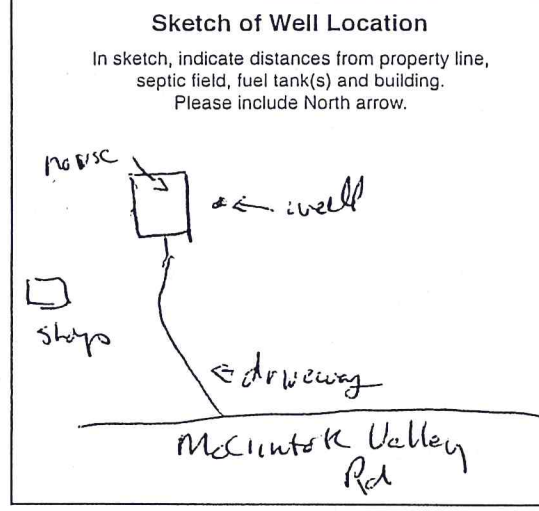 Sketch of Well Location
In sketch, indicate distances from property line,
septic field, fuel tank(s) and building.
Please include North arrow.
house
well
shop
driveway
McClintok Valley
Rd